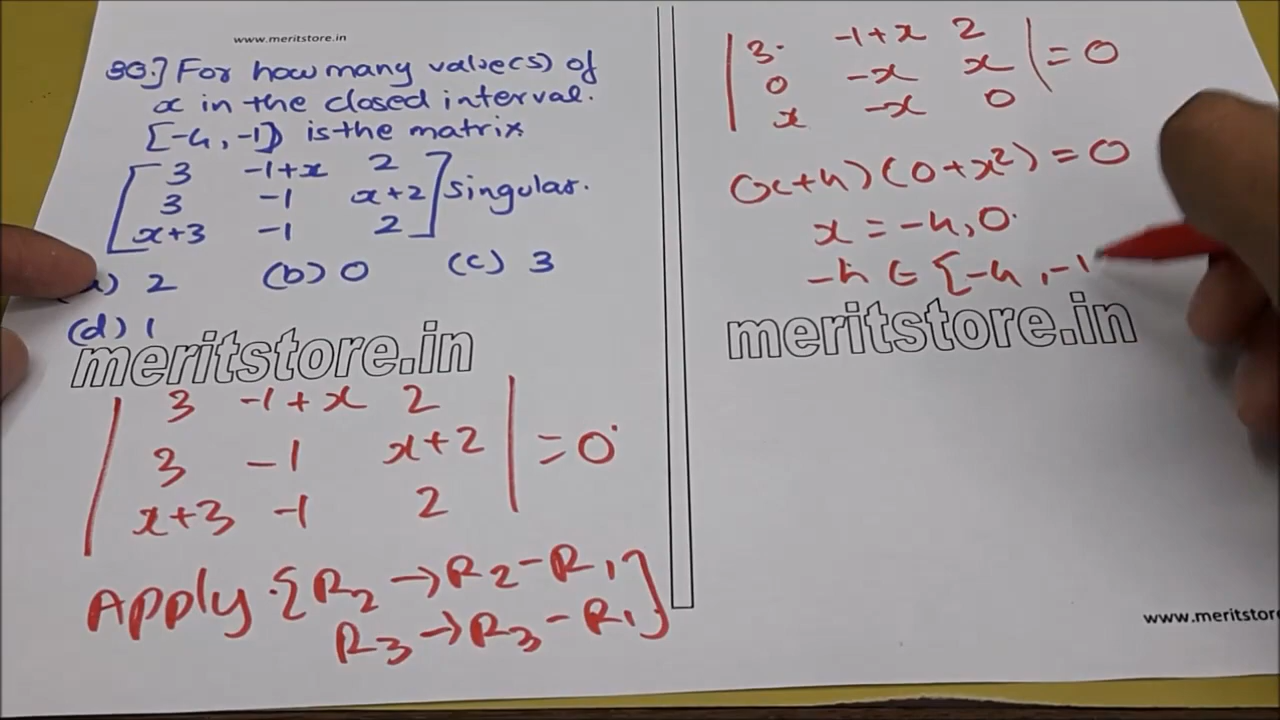 www.meritstore.in
30.] For how many value(s) of
x in the closed interval.
[-4, -1] is the matrix
3 -1+x 2
3 -1 x+2 singular.
x+3 -1 2
2 (b) 0 (c) 3
(d) 1
meritstore.in
3 -1+x 2
3 -1 x+2 =0
x+3 -1 2
Apply {R2→R2-R1
R3→R3-R1}
3 -1+x 2
0 -x x =0
x -x 0
(x+4)(0+x²)=0
x=-4,0
-4 ∈ [-4,-1
meritstore.in
www.meritstore